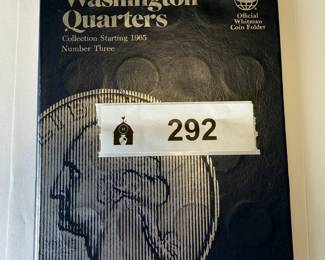 Washington
Quarters
Collection Starting 1965
Number Three
Official
Whitman
Coin Folder
292